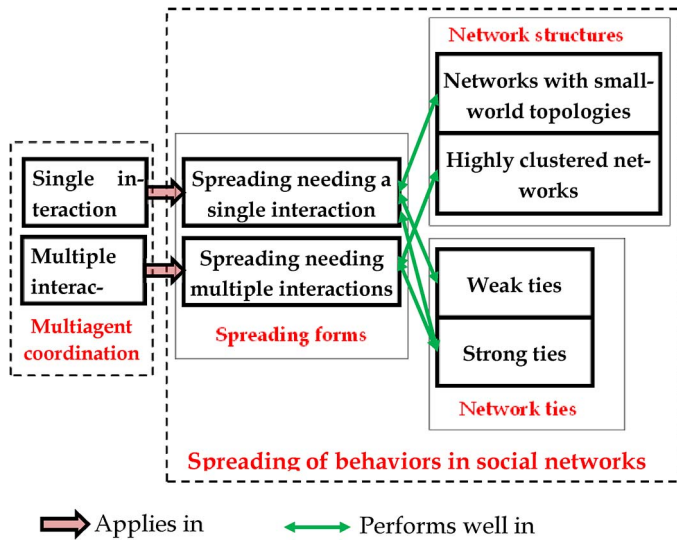 Network structures
Networks with small-
world topologies
Highly clustered net-
works
Single in-
teraction
Spreading needing a
single interaction
Multiple
interac-
Spreading needing
multiple interactions
Multiagent
coordination
Spreading forms
Weak ties
Strong ties
Network ties
Spreading of behaviors in social networks
Applies in
Performs well in